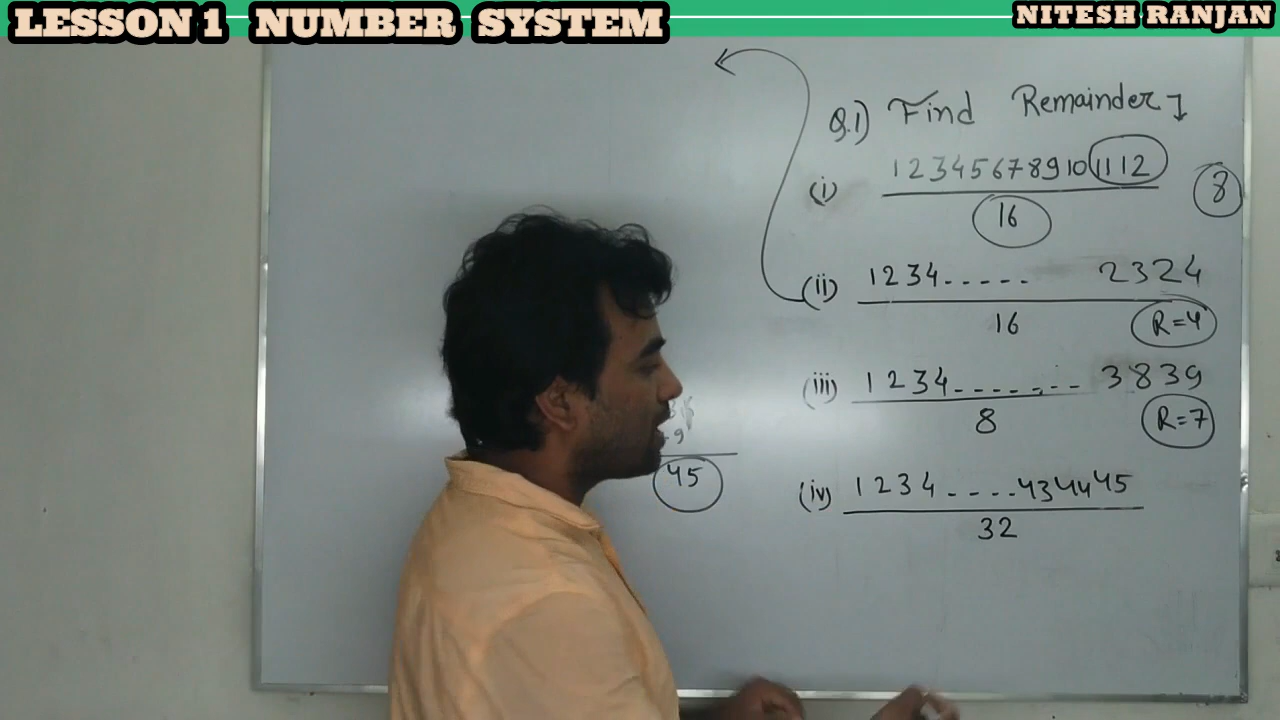 LESSON 1 NUMBER SYSTEM
NITESH RANJAN
Q.1) Find Remainder
(i) 123456789101112
16
8
(ii) 1234----- 2324
16
R=4
(iii) 1234------- 3839
8
R=7
(iv) 1234----434445
32
9
45